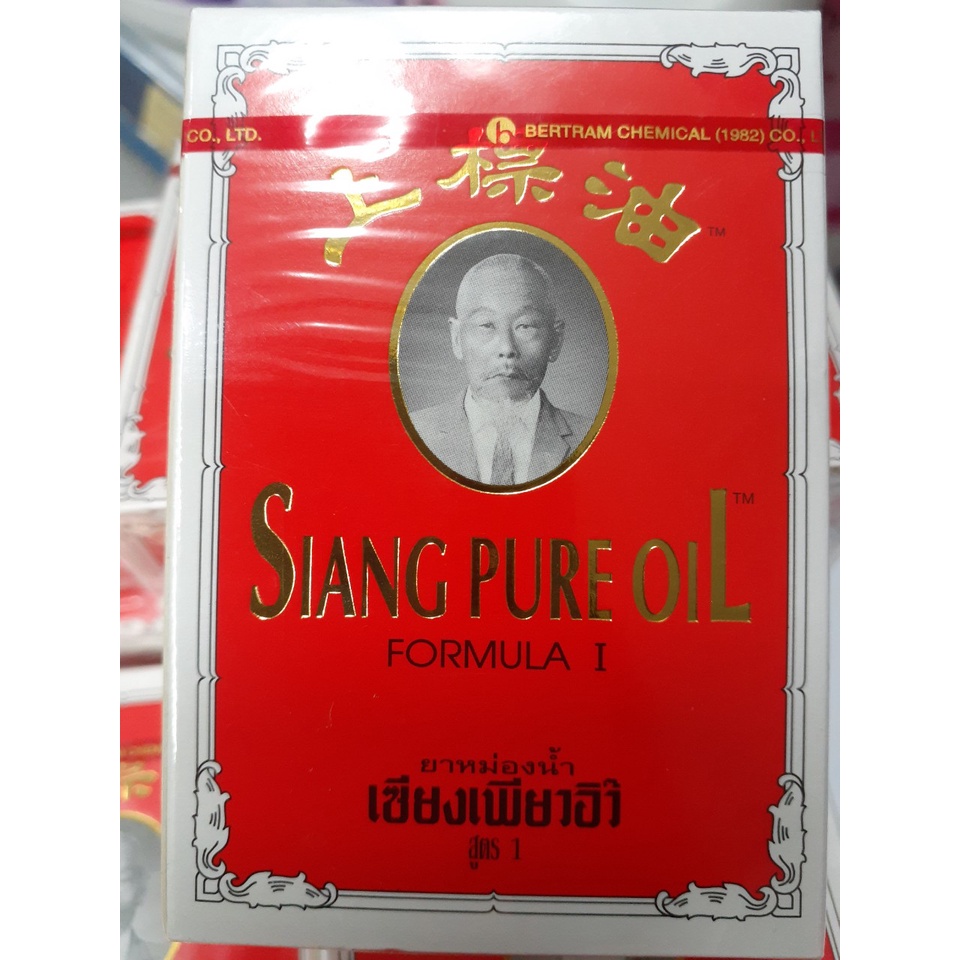 CO., LTD.
b BERTRAM CHEMICAL (1982) CO.,
上標油 TM
SIANG PURE OIL TM
FORMULA I
ยาหม่องน้ำ
เซียงเพียวอิ๊ว
สูตร 1